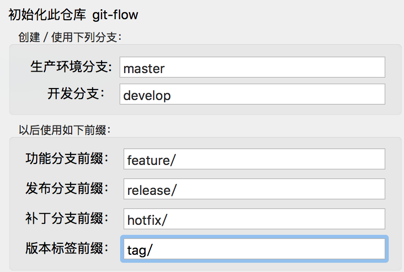 初始化此仓库 git-flow
创建 / 使用下列分支：
生产环境分支： master
开发分支： develop
以后使用如下前缀：
功能分支前缀： feature/
发布分支前缀： release/
补丁分支前缀： hotfix/
版本标签前缀： tag/